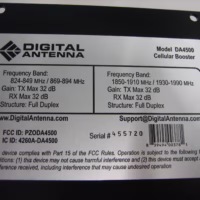 DIGITAL ANTENNA
Model DA4500
Cellular Booster
Frequency Band:
824-849 MHz / 869-894 MHz
Gain: TX Max 32 dB
RX Max 32 dB
Structure: Full Duplex
Frequency Band:
1850-1910 MHz / 1930-1990 MHz
Gain: TX Max 32 dB
RX Max 32 dB
Structure: Full Duplex
FCC ID: PZODA4500
IC ID: 4260A-DA4500
Support@DigitalAntenna.com
www.DigitalAntenna.com
Serial # 455720
device complies with Part 15 of the FCC Rules. Operation is subject to the
(1) this device may not cause harmful interference and (2) this device
interference received, including interference that may cause undesired